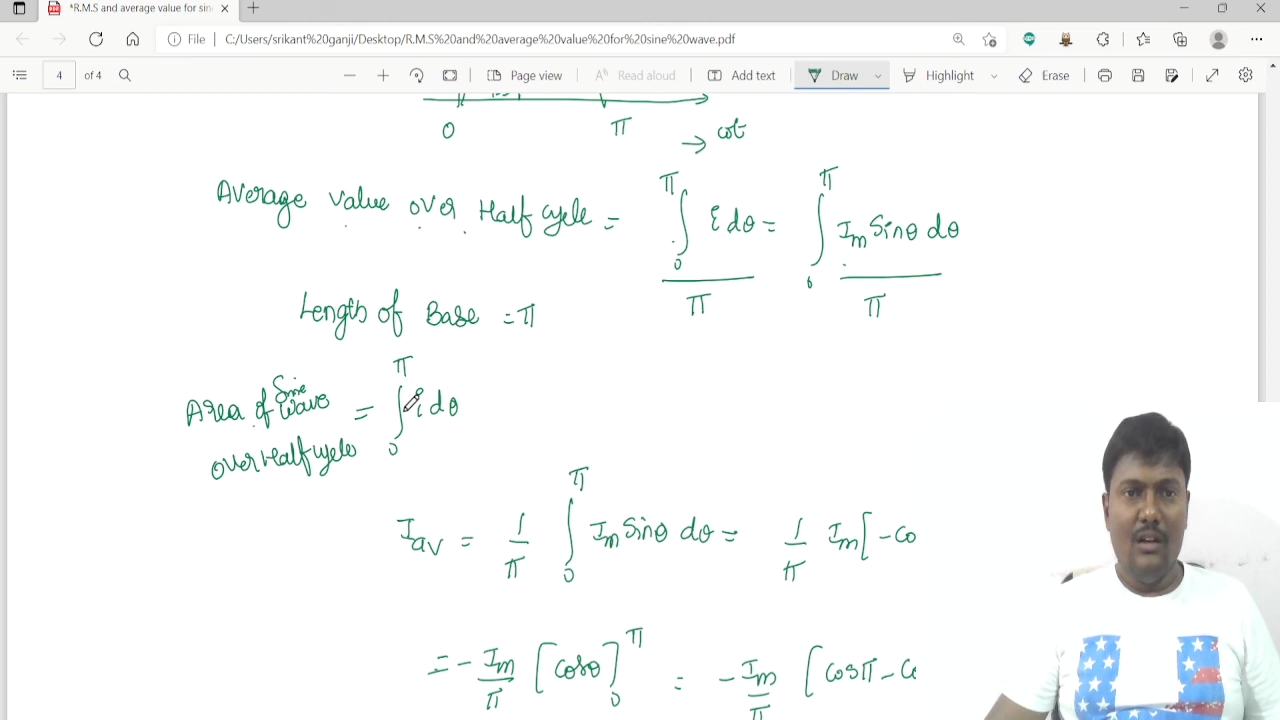 *R.M.S and average value for sin
File C:/Users/srikant%20ganji/Desktop/R.M.S%20and%20average%20value%20for%20sine%20wave.pdf
4 of 4 Page view Read aloud Add text Draw Highlight Erase
0 π → ωt
Average value over Half cycle = ∫₀^π i dθ / π = ∫₀^π Im Sinθ dθ / π
Length of Base = π
Area of Sine wave over Half cycle = ∫₀^π i dθ
Iav = 1/π ∫₀^π Im Sinθ dθ = 1/π Im[-Co
= - Im/π [cosθ]₀^π = - Im/π [cosπ - Co